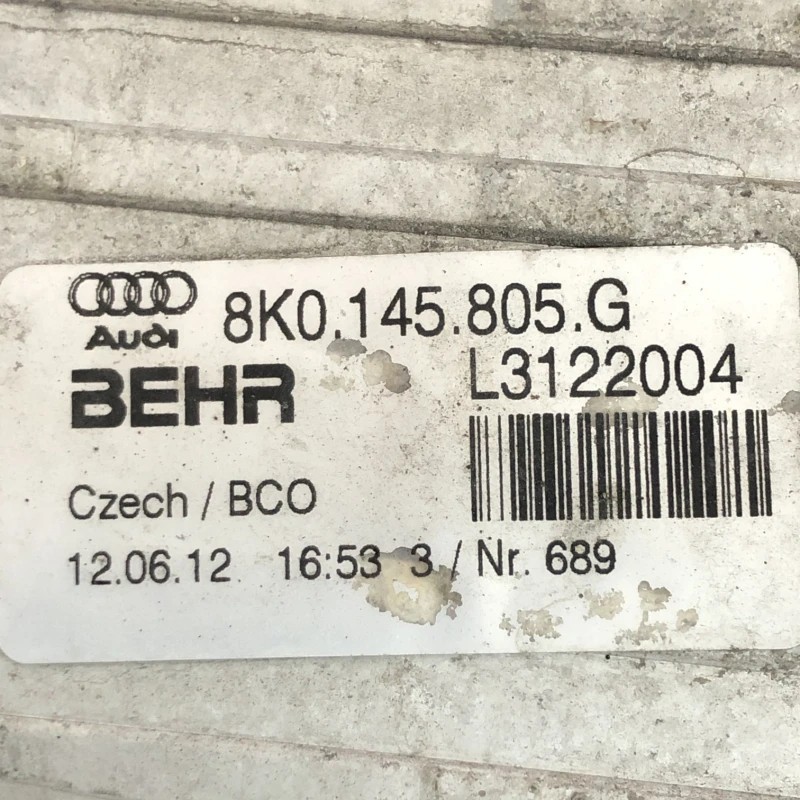 Audi 8K0.145.805.G
BEHR L3122004
Czech / BCO
12.06.12 16:53 3 / Nr. 689